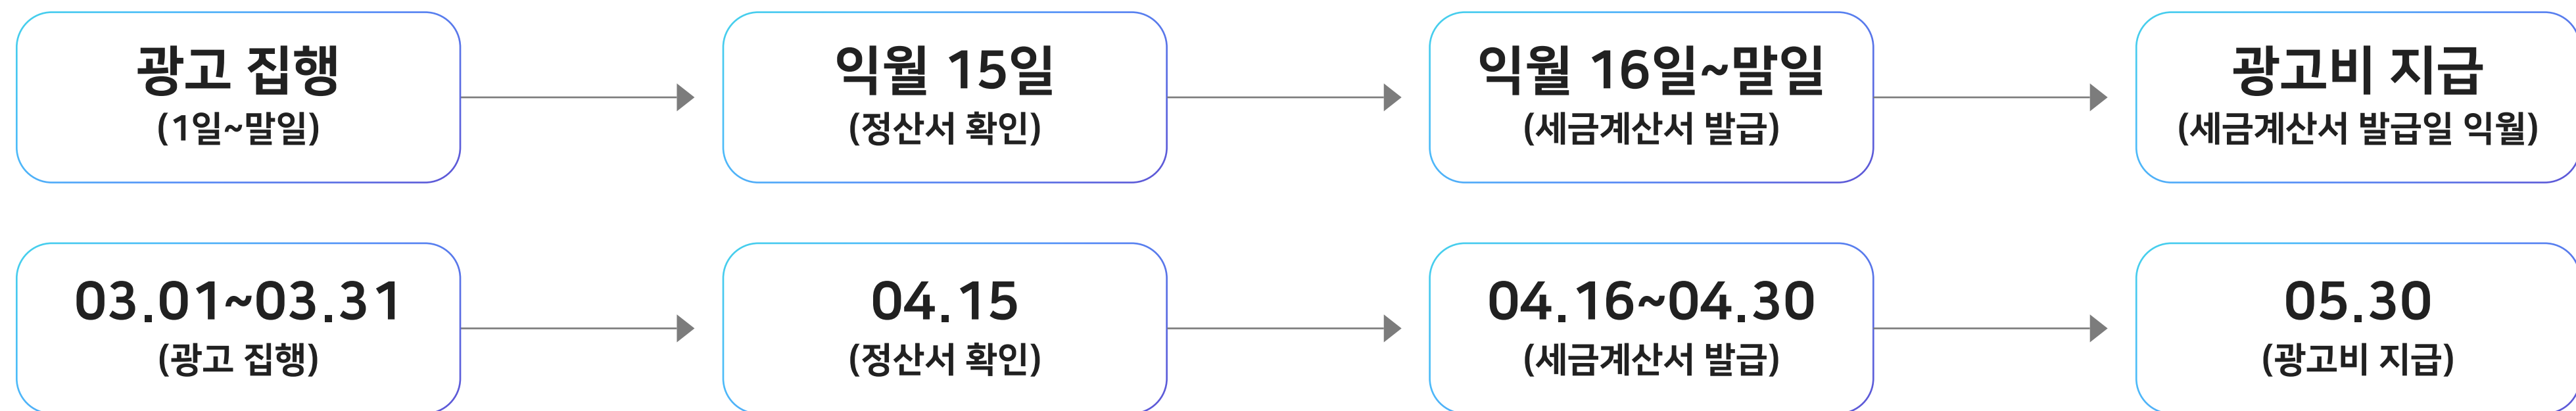 광고 집행
(1일~말일)
익월 15일
(정산서 확인)
익월 16일~말일
(세금계산서 발급)
광고비 지급
(세금계산서 발급일 익월)
03.01~03.31
(광고 집행)
04.15
(정산서 확인)
04.16~04.30
(세금계산서 발급)
05.30
(광고비 지급)